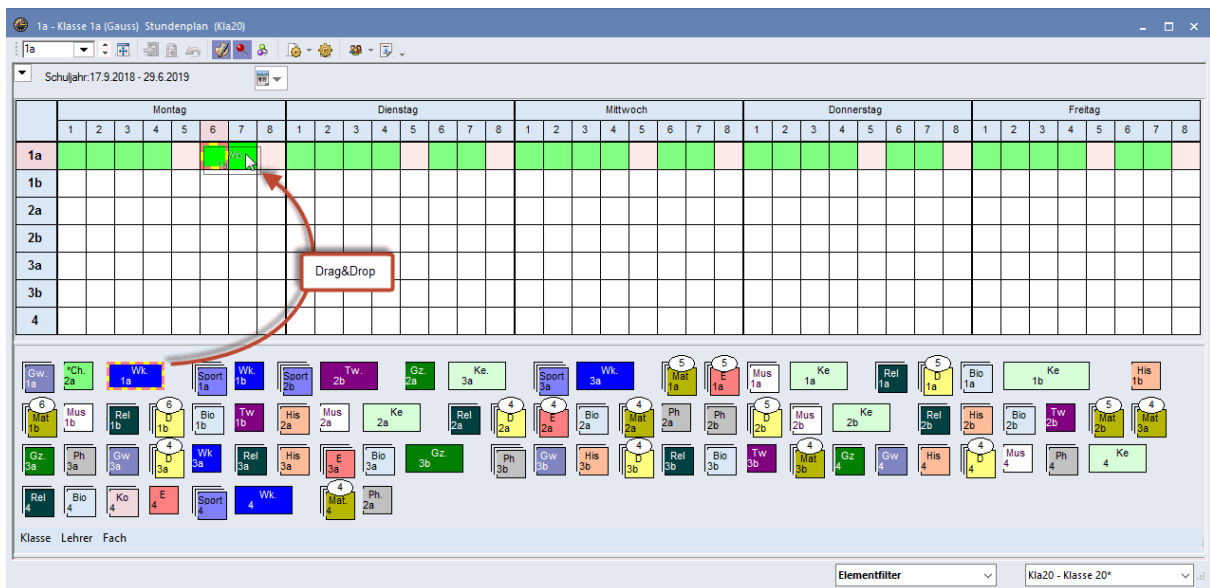 1a - Klasse 1a (Gauss) Stundenplan (Kla20)
1a
Schuljahr:17.9.2018 - 29.6.2019
Montag Dienstag Mittwoch Donnerstag Freitag
1 2 3 4 5 6 7 8 1 2 3 4 5 6 7 8 1 2 3 4 5 6 7 8 1 2 3 4 5 6 7 8 1 2 3 4 5 6 7 8
1a
1b
2a
2b
3a
3b
4
Drag&Drop
5 5 5
Gw. *Ch. Wk. Sport Wk. Sport Tw. Gz. Ke. Sport Wk. Mat E Mus Ke Rel D Bio Ke His
1a 2a 1a 1a 1b 2b 2b 2a 3a 3a 3a 1a 1a 1a 1a 1a 1a 1a 1b 1b
6 6 4 4 4 5 4 5 4
Mat Mus Rel D Bio Tw His Mus Ke Rel D E Bio Mat Ph Ph D Mus Ke Rel His Bio Tw Mat Mat
1b 1b 1b 1b 1b 1b 2a 2a 2a 2a 2a 2a 2a 2a 2a 2b 2b 2b 2b 2b 2b 2b 2b 2b 3a
4 4 4 4
Gz. Ph Gw D Wk Rel His E Bio Gz. Ph Gw His D Rel Bio Tw Mat Gz Gw His D Mus Ph Ke
3a 3a 3a 3a 3a 3a 3a 3a 3a 3b 3b 3b 3b 3b 3b 3b 3b 3b 4 4 4 4 4 4 4
4
Rel Bio Ko E Sport Wk. Mat. Ph.
4 4 4 4 4 4 4 2a
Klasse Lehrer Fach
Elementfilter Kla20 - Klasse 20*